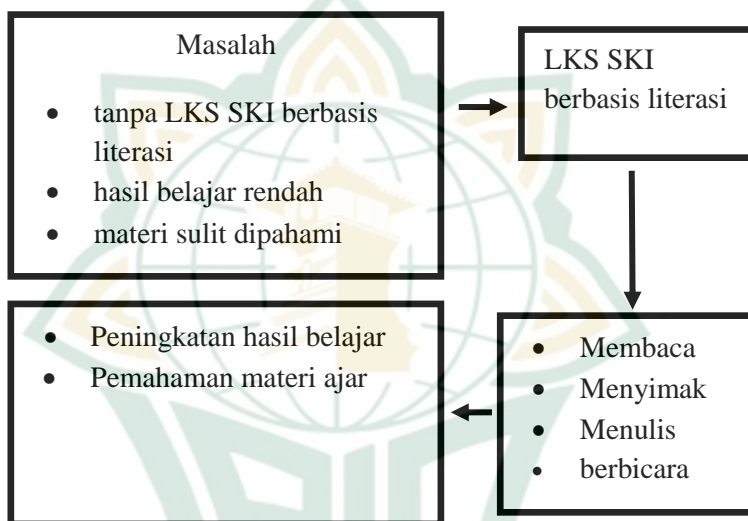 Masalah
• tanpa LKS SKI berbasis
literasi
• hasil belajar rendah
• materi sulit dipahami
LKS SKI
berbasis literasi
• Membaca
• Menyimak
• Menulis
• berbicara
• Peningkatan hasil belajar
• Pemahaman materi ajar